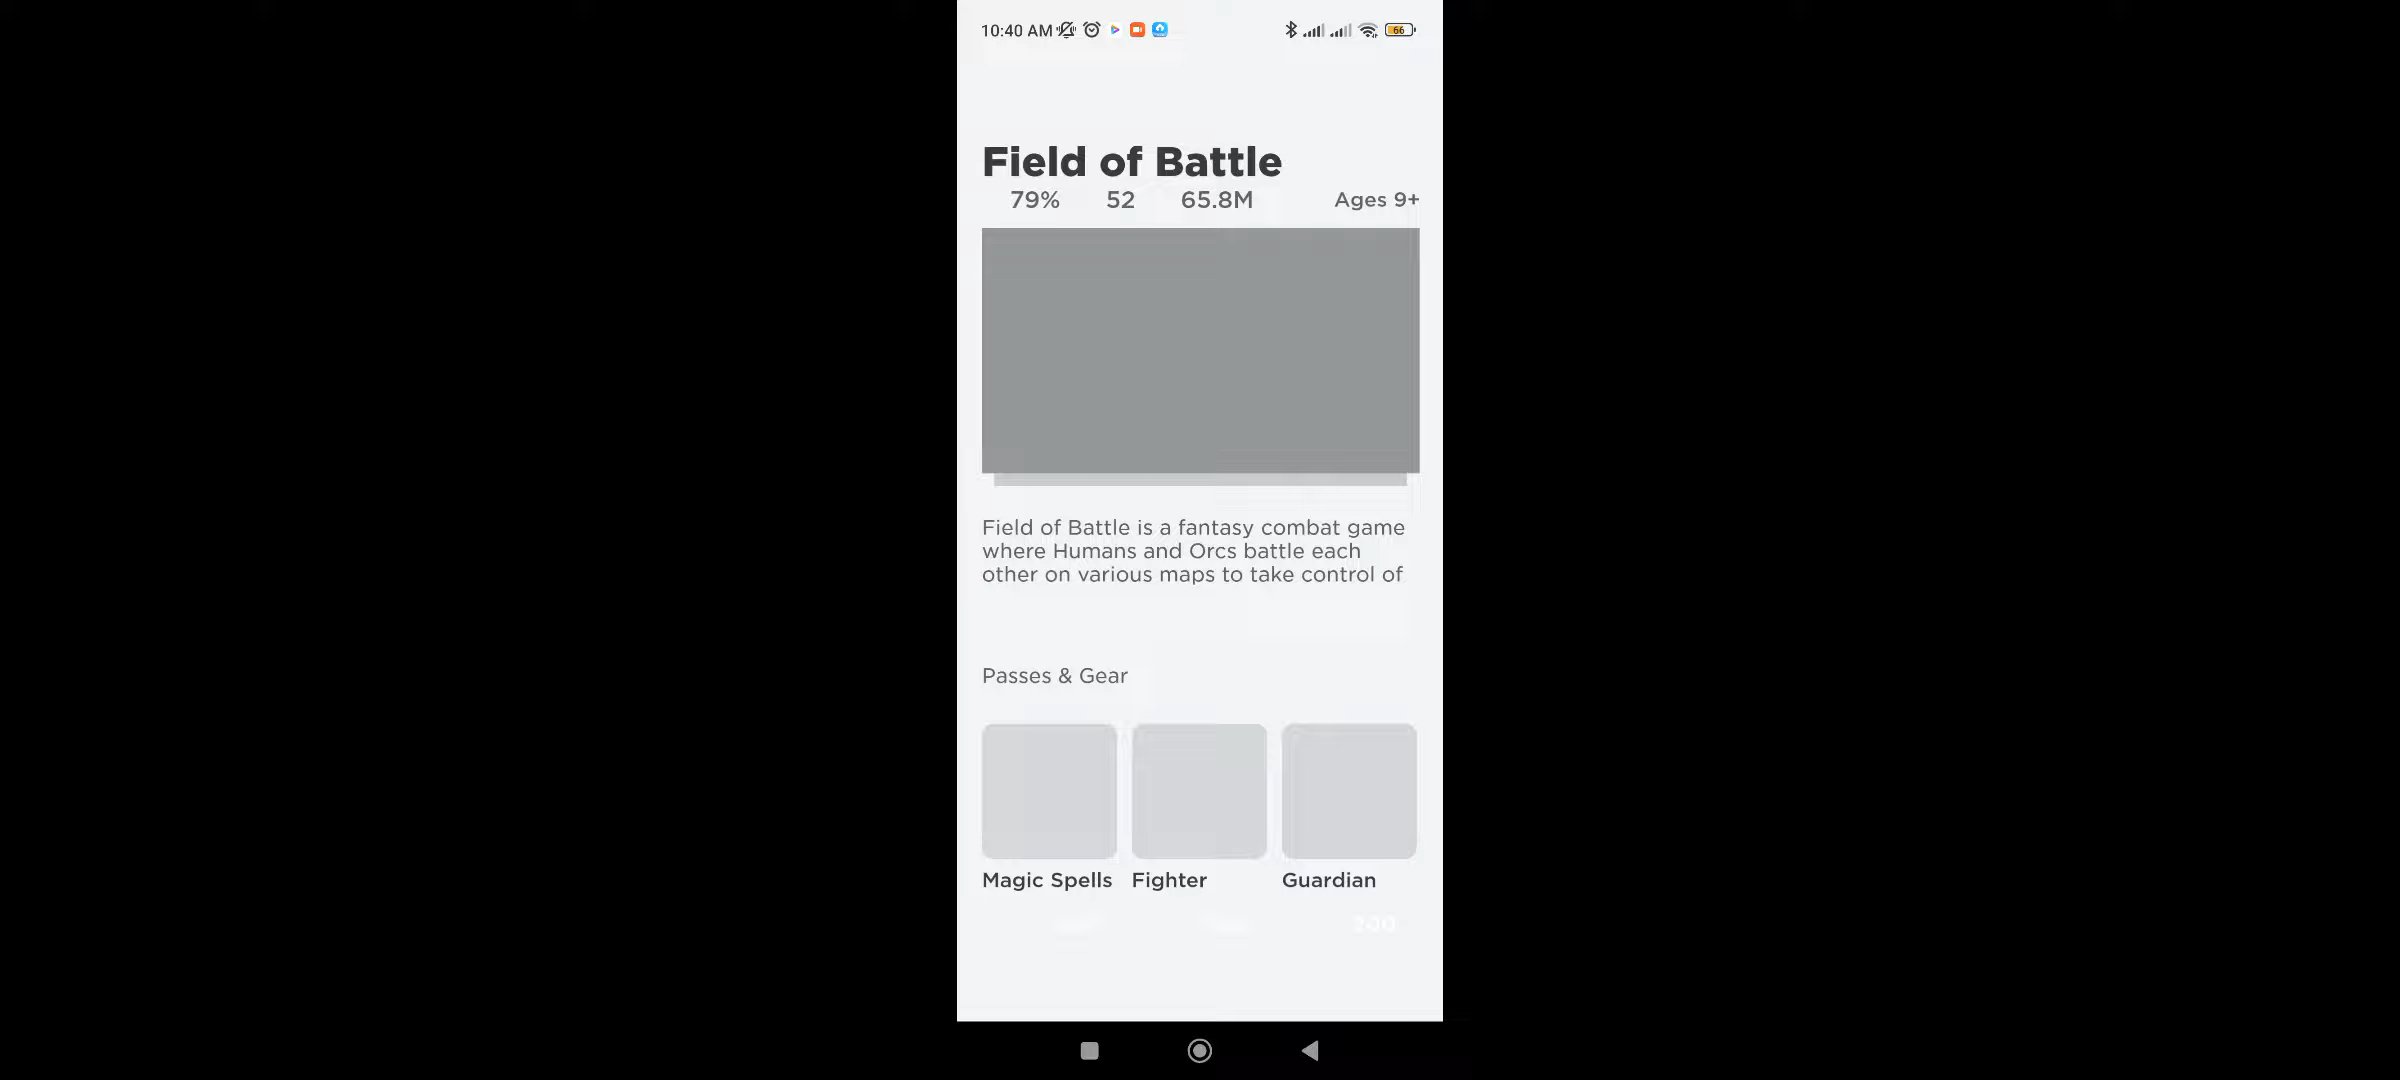 10:40 AM
66
Field of Battle
79% 52 65.8M Ages 9+
Field of Battle is a fantasy combat game
where Humans and Orcs battle each
other on various maps to take control of
Passes & Gear
Magic Spells Fighter Guardian